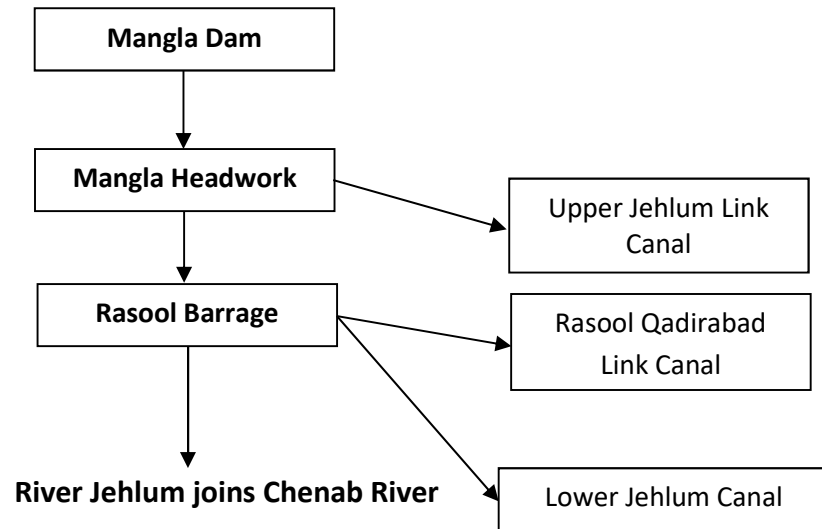 Mangla Dam
Mangla Headwork
Upper Jehlum Link
Canal
Rasool Barrage
Rasool Qadirabad
Link Canal
River Jehlum joins Chenab River
Lower Jehlum Canal